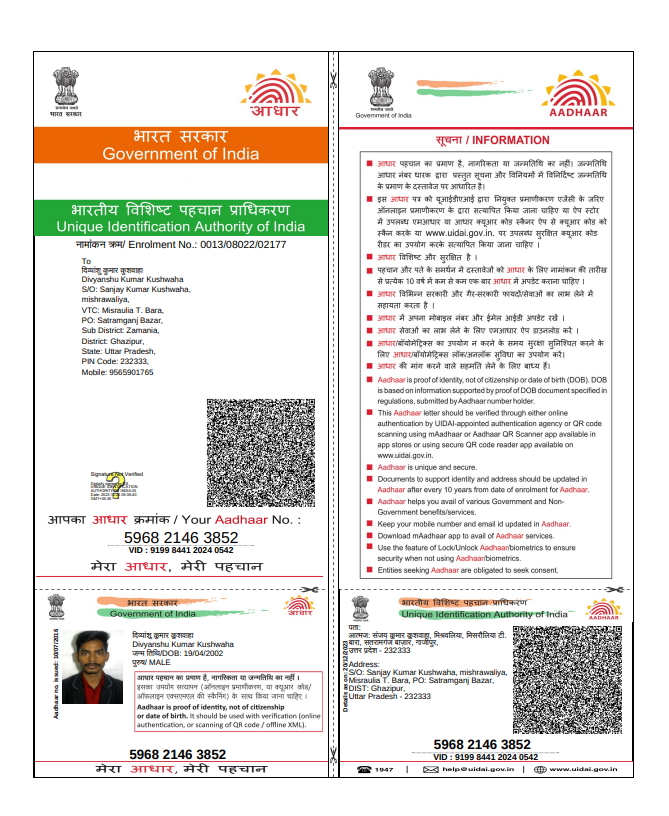 भारत सरकार
आधार
भारत सरकार
Government of India
भारतीय विशिष्ट पहचान प्राधिकरण
Unique Identification Authority of India
नामांकन क्रम/ Enrolment No.: 0013/08022/02177
To
दिव्यांशु कुमार कुशवाहा
Divyanshu Kumar Kushwaha
S/O: Sanjay Kumar Kushwaha,
mishrawaliya,
VTC: Misraulia T. Bara,
PO: Satramganj Bazar,
Sub District: Zamania,
District: Ghazipur,
State: Uttar Pradesh,
PIN Code: 232333,
Mobile: 9565901765
Signature Not Verified
आपका आधार क्रमांक / Your Aadhaar No. :
5968 2146 3852
VID : 9199 8441 2024 0542
मेरा आधार, मेरी पहचान
Government of India
AADHAAR
सूचना / INFORMATION
आधार पहचान का प्रमाण है, नागरिकता या जन्मतिथि का नहीं। जन्मतिथि
आधार नंबर धारक द्वारा प्रस्तुत सूचना और विनियमों में विनिर्दिष्ट जन्मतिथि
के प्रमाण के दस्तावेज पर आधारित है।
इस आधार पत्र को यूआईडीएआई द्वारा नियुक्त प्रमाणीकरण एजेंसी के जरिए
ऑनलाइन प्रमाणीकरण के द्वारा सत्यापित किया जाना चाहिए या ऐप स्टोर
में उपलब्ध एमआधार या आधार क्यूआर कोड स्कैनर ऐप से क्यूआर कोड को
स्कैन करके या www.uidai.gov.in. पर उपलब्ध सुरक्षित क्यूआर कोड
रीडर का उपयोग करके सत्यापित किया जाना चाहिए ।
आधार विशिष्ट और सुरक्षित है ।
पहचान और पते के समर्थन में दस्तावेजों को आधार के लिए नामांकन की तारीख
से प्रत्येक 10 वर्ष में कम से कम एक बार आधार में अपडेट कराना चाहिए ।
आधार विभिन्न सरकारी और गैर-सरकारी फायदों/सेवाओं का लाभ लेने में
सहायता करता है ।
आधार में अपना मोबाइल नंबर और ईमेल आईडी अपडेट रखें ।
आधार सेवाओं का लाभ लेने के लिए एमआधार ऐप डाउनलोड करें ।
आधार/बॉयोमेट्रिक्स का उपयोग न करने के समय सुरक्षा सुनिश्चित करने के
लिए आधार/बॉयोमेट्रिक्स लॉक/अनलॉक सुविधा का उपयोग करें।
आधार की मांग करने वाले सहमति लेने के लिए बाध्य हैं।
Aadhaar is proof of identity, not of citizenship or date of birth (DOB). DOB
is based on information supported by proof of DOB document specified in
regulations, submitted by Aadhaar number holder.
This Aadhaar letter should be verified through either online
authentication by UIDAI-appointed authentication agency or QR code
scanning using mAadhaar or Aadhaar QR Scanner app available in
app stores or using secure QR code reader app available on
www.uidai.gov.in.
Aadhaar is unique and secure.
Documents to support identity and address should be updated in
Aadhaar after every 10 years from date of enrolment for Aadhaar.
Aadhaar helps you avail of various Government and Non-
Government benefits/services.
Keep your mobile number and email id updated in Aadhaar.
Download mAadhaar app to avail of Aadhaar services.
Use the feature of Lock/Unlock Aadhaar/biometrics to ensure
security when not using Aadhaar/biometrics.
Entities seeking Aadhaar are obligated to seek consent.
भारत सरकार
Government of India
आधार
Aadhaar no. issued: 10/07/2016
दिव्यांशु कुमार कुशवाहा
Divyanshu Kumar Kushwaha
जन्म तिथि/DOB: 19/04/2002
पुरुष/ MALE
आधार पहचान का प्रमाण है, नागरिकता या जन्मतिथि का नहीं ।
इसका उपयोग सत्यापन (ऑनलाइन प्रमाणीकरण, या क्यूआर कोड/
ऑफ़लाइन एक्सएमएल की स्कैनिंग) के साथ किया जाना चाहिए ।
Aadhaar is proof of identity, not of citizenship
or date of birth. It should be used with verification (online
authentication, or scanning of QR code / offline XML).
5968 2146 3852
मेरा आधार, मेरी पहचान
भारतीय विशिष्ट पहचान प्राधिकरण
Unique Identification Authority of India
AADHAAR
पता:
आत्मज: संजय कुमार कुशवाहा, मिश्रवलिया, मिसरौलिया टी.
बारा, सतरामगंज बाज़ार, गाजीपुर,
उत्तर प्रदेश - 232333
Address:
S/O: Sanjay Kumar Kushwaha, mishrawaliya,
Misraulia T. Bara, PO: Satramganj Bazar,
DIST: Ghazipur,
Uttar Pradesh - 232333
5968 2146 3852
VID : 9199 8441 2024 0542
1947 | help@uidai.gov.in | www.uidai.gov.in